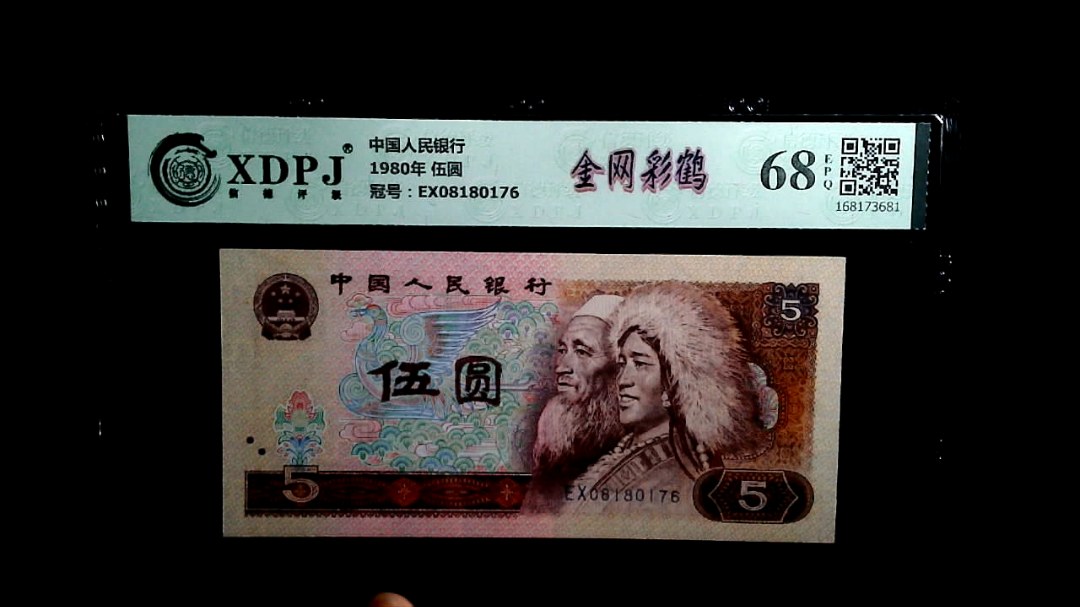 XDPJ®
中国人民银行
1980年 伍圆
冠号：EX08180176
金网彩鹤
68
EPQ
168173681
中国人民银行
5
伍圆
5
EX08180176
5